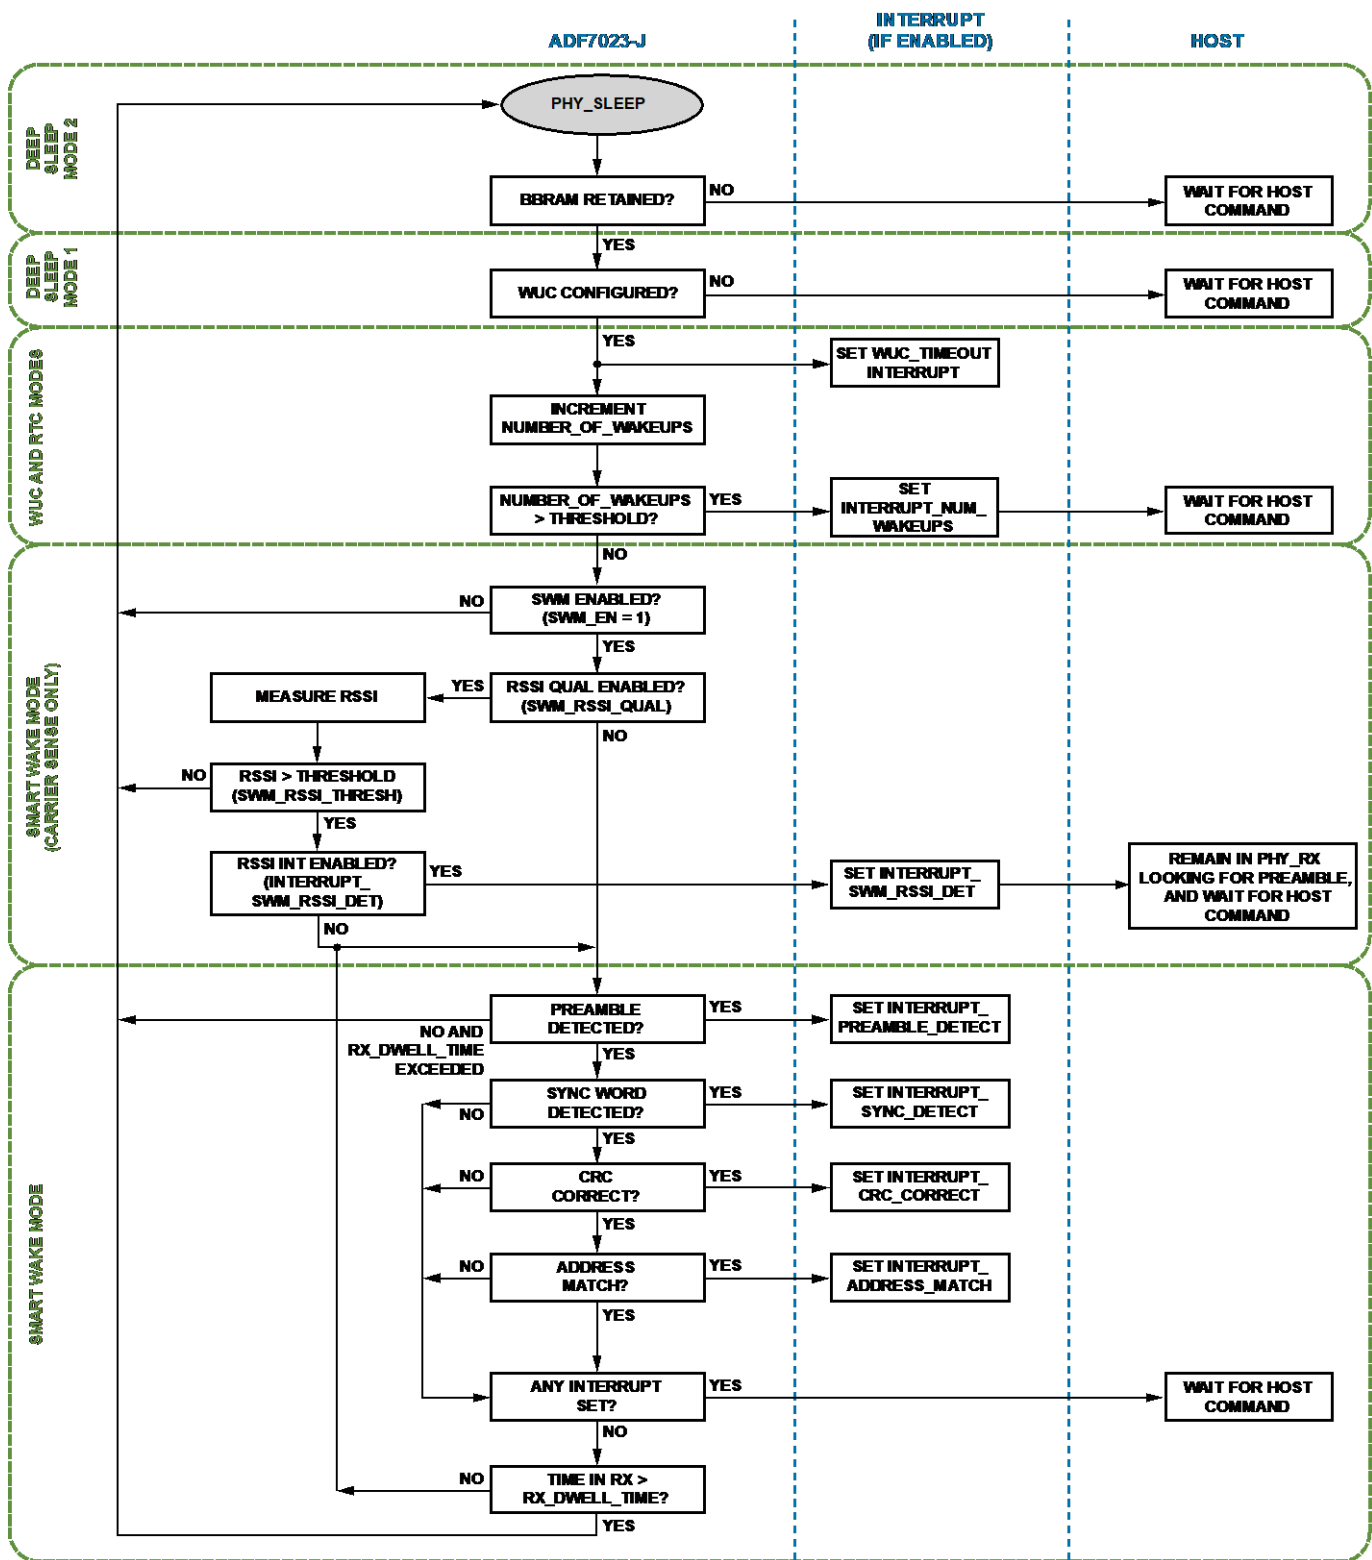 ADF7023-J
INTERRUPT
(IF ENABLED)
HOST
DEEP
SLEEP
MODE 2
PHY_SLEEP
BBRAM RETAINED?
NO
WAIT FOR HOST
COMMAND
YES
DEEP
SLEEP
MODE 1
WUC CONFIGURED?
NO
WAIT FOR HOST
COMMAND
YES
WUC AND RTC MODES
SET WUC_TIMEOUT
INTERRUPT
INCREMENT
NUMBER_OF_WAKEUPS
NUMBER_OF_WAKEUPS
> THRESHOLD?
YES
SET
INTERRUPT_NUM_
WAKEUPS
WAIT FOR HOST
COMMAND
NO
SMART WAKE MODE
(CARRIER SENSE ONLY)
NO
SWM ENABLED?
(SWM_EN = 1)
YES
MEASURE RSSI
YES
RSSI QUAL ENABLED?
(SWM_RSSI_QUAL)
NO
NO
RSSI > THRESHOLD
(SWM_RSSI_THRESH)
YES
RSSI INT ENABLED?
(INTERRUPT_
SWM_RSSI_DET)
YES
SET INTERRUPT_
SWM_RSSI_DET
REMAIN IN PHY_RX
LOOKING FOR PREAMBLE,
AND WAIT FOR HOST
COMMAND
NO
SMART WAKE MODE
PREAMBLE
DETECTED?
YES
SET INTERRUPT_
PREAMBLE_DETECT
NO AND
RX_DWELL_TIME
EXCEEDED
YES
SYNC WORD
DETECTED?
YES
NO
SET INTERRUPT_
SYNC_DETECT
YES
NO
CRC
CORRECT?
YES
SET INTERRUPT_
CRC_CORRECT
YES
NO
ADDRESS
MATCH?
YES
SET INTERRUPT_
ADDRESS_MATCH
YES
ANY INTERRUPT
SET?
YES
WAIT FOR HOST
COMMAND
NO
NO
TIME IN RX >
RX_DWELL_TIME?
YES